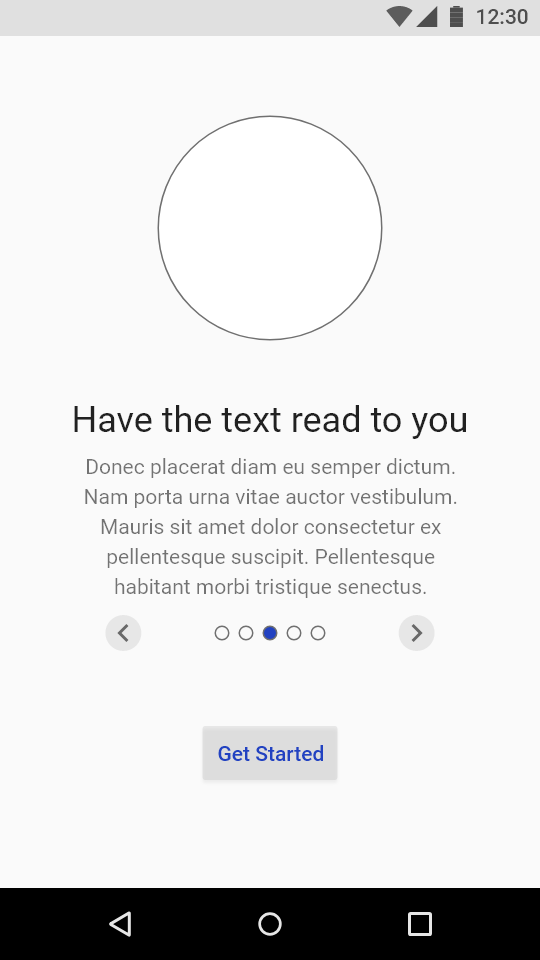 12:30
Have the text read to you
Donec placerat diam eu semper dictum.
Nam porta urna vitae auctor vestibulum.
Mauris sit amet dolor consectetur ex
pellentesque suscipit. Pellentesque
habitant morbi tristique senectus.
Get Started